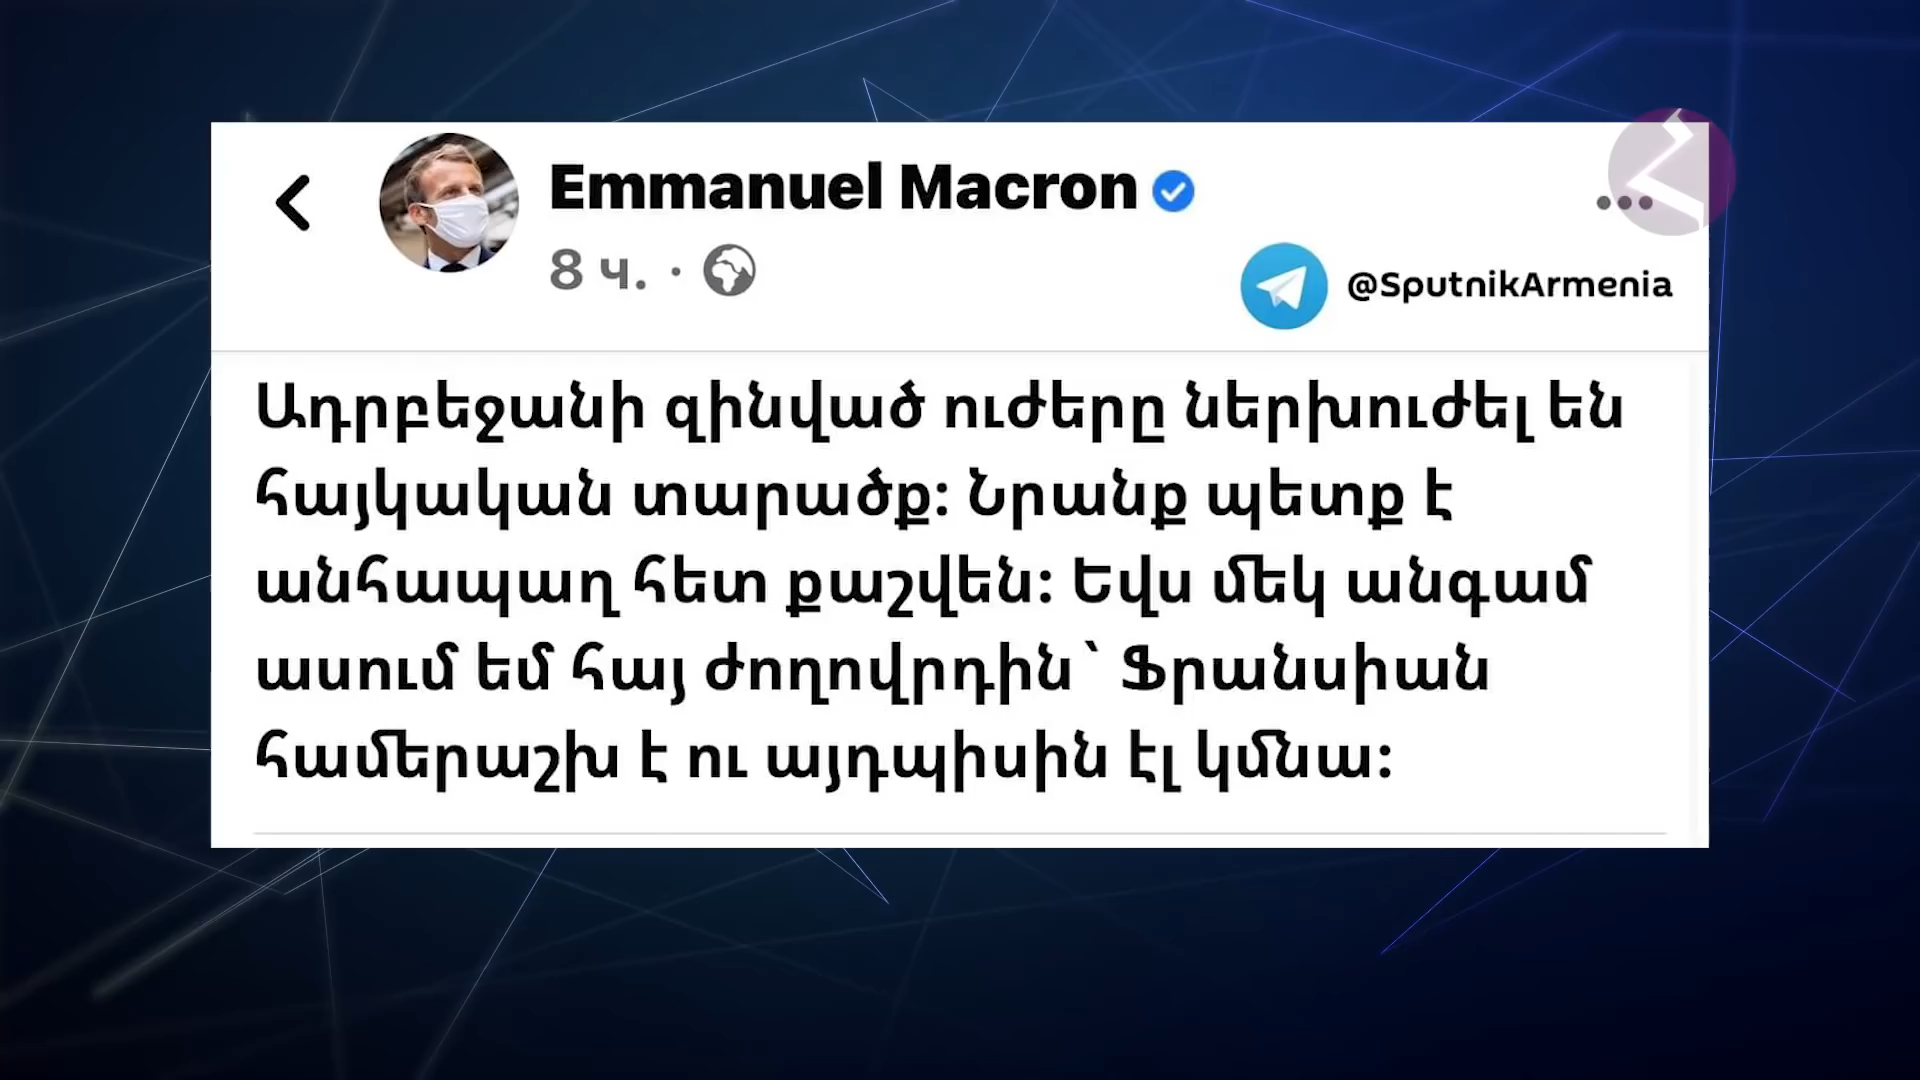 Emmanuel Macron
8 ч. ·
@SputnikArmenia
Ադրբեջանի զինված ուժերը ներխուժել են
հայկական տարածք: Նրանք պետք է
անհապաղ հետ քաշվեն: Եվս մեկ անգամ
ասում եմ հայ ժողովրդին՝ Ֆրանսիան
համերաշխ է ու այդպիսին էլ կմնա: